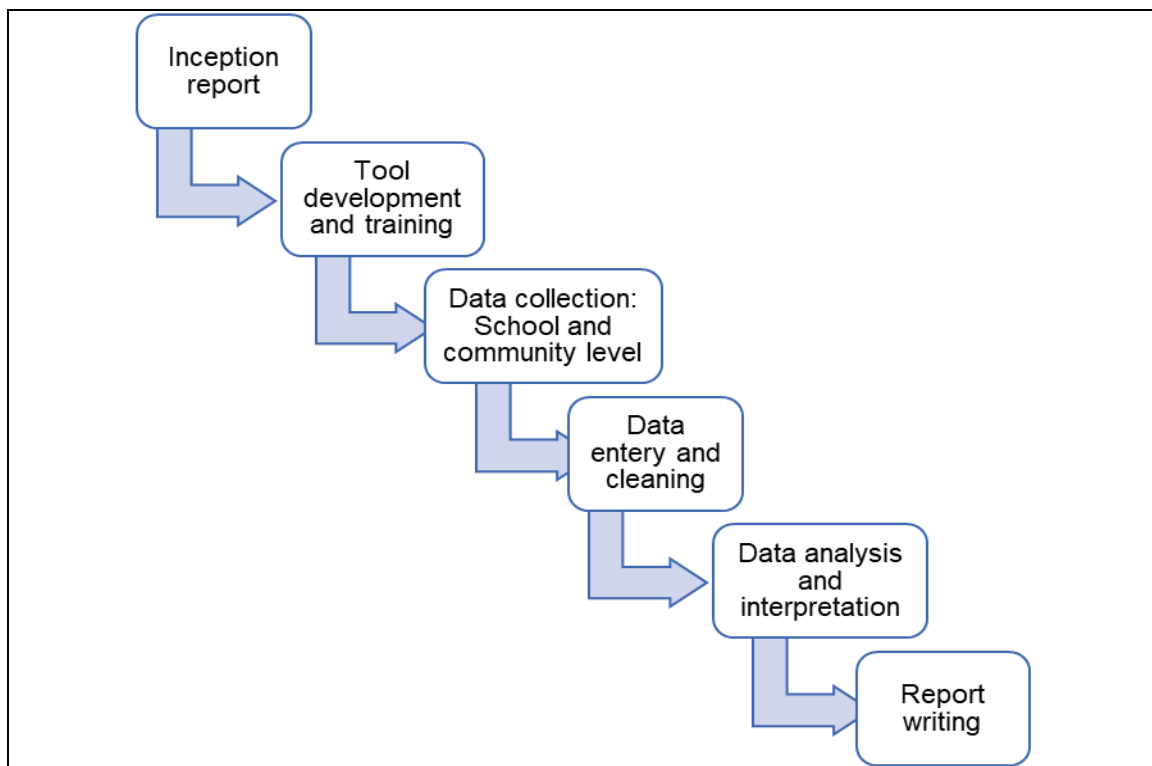 Inception
report
Tool
development
and training
Data collection:
School and
community level
Data
entery and
cleaning
Data analysis
and
interpretation
Report
writing